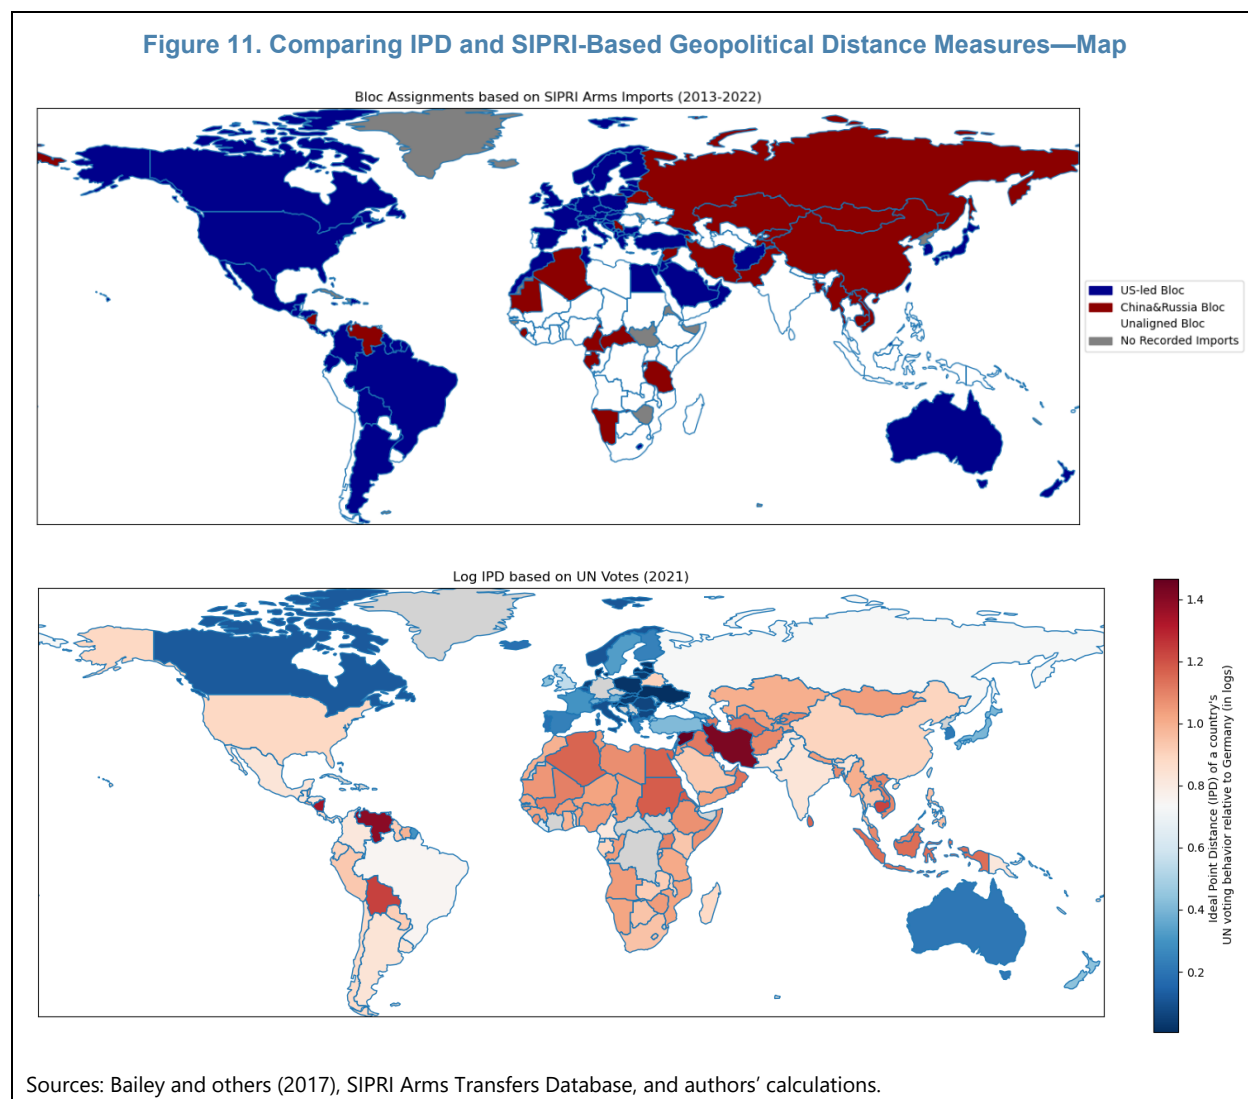 Figure 11. Comparing IPD and SIPRI-Based Geopolitical Distance Measures—Map
Bloc Assignments based on SIPRI Arms Imports (2013-2022)
US-led Bloc
China&Russia Bloc
Unaligned Bloc
No Recorded Imports
Log IPD based on UN Votes (2021)
1.4
1.2
1.0
0.8
0.6
0.4
0.2
Ideal Point Distance (IPD) of a country's
UN voting behavior relative to Germany (in logs)
Sources: Bailey and others (2017), SIPRI Arms Transfers Database, and authors’ calculations.